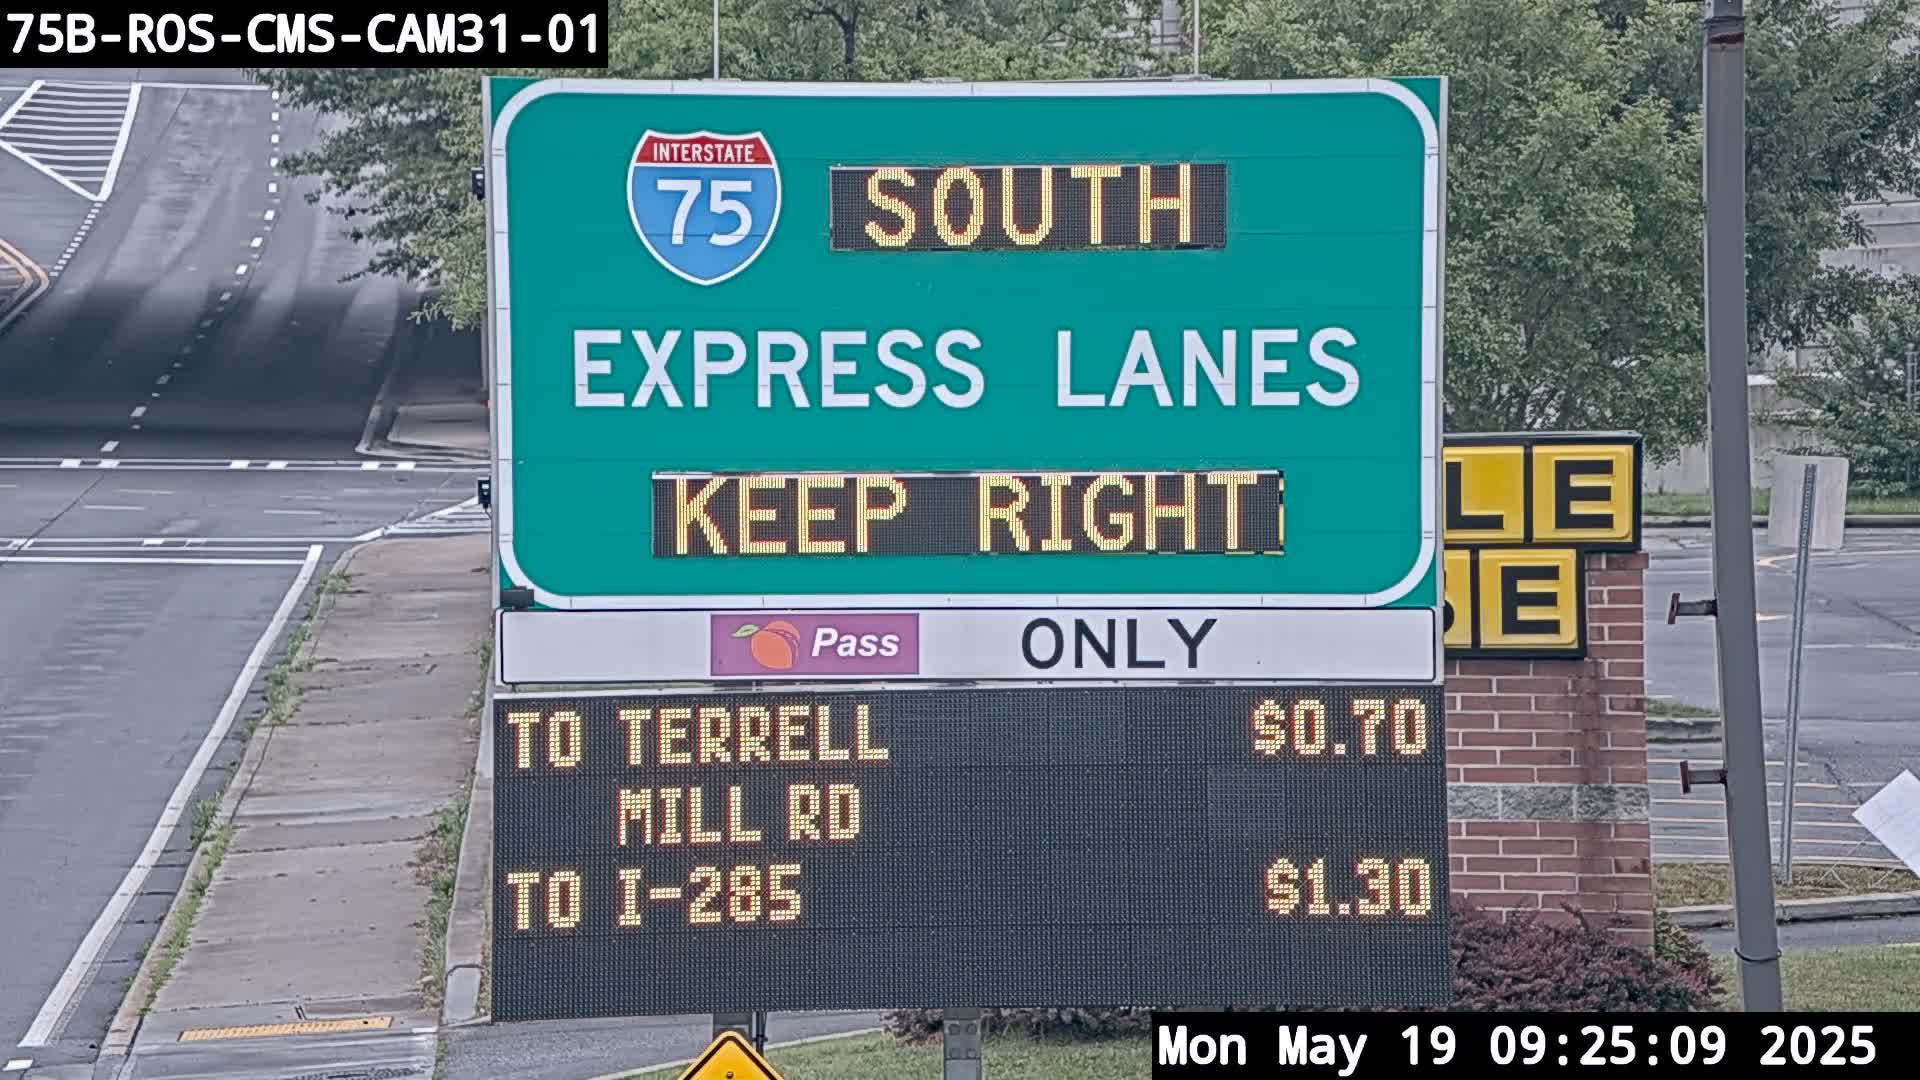 75B-ROS-CMS-CAM31-01
INTERSTATE
75
SOUTH
EXPRESS LANES
KEEP RIGHT
LE
E
Pass ONLY
TO TERRELL $0.70
MILL RD
TO I-285 $1.30
Mon May 19 09:25:09 2025